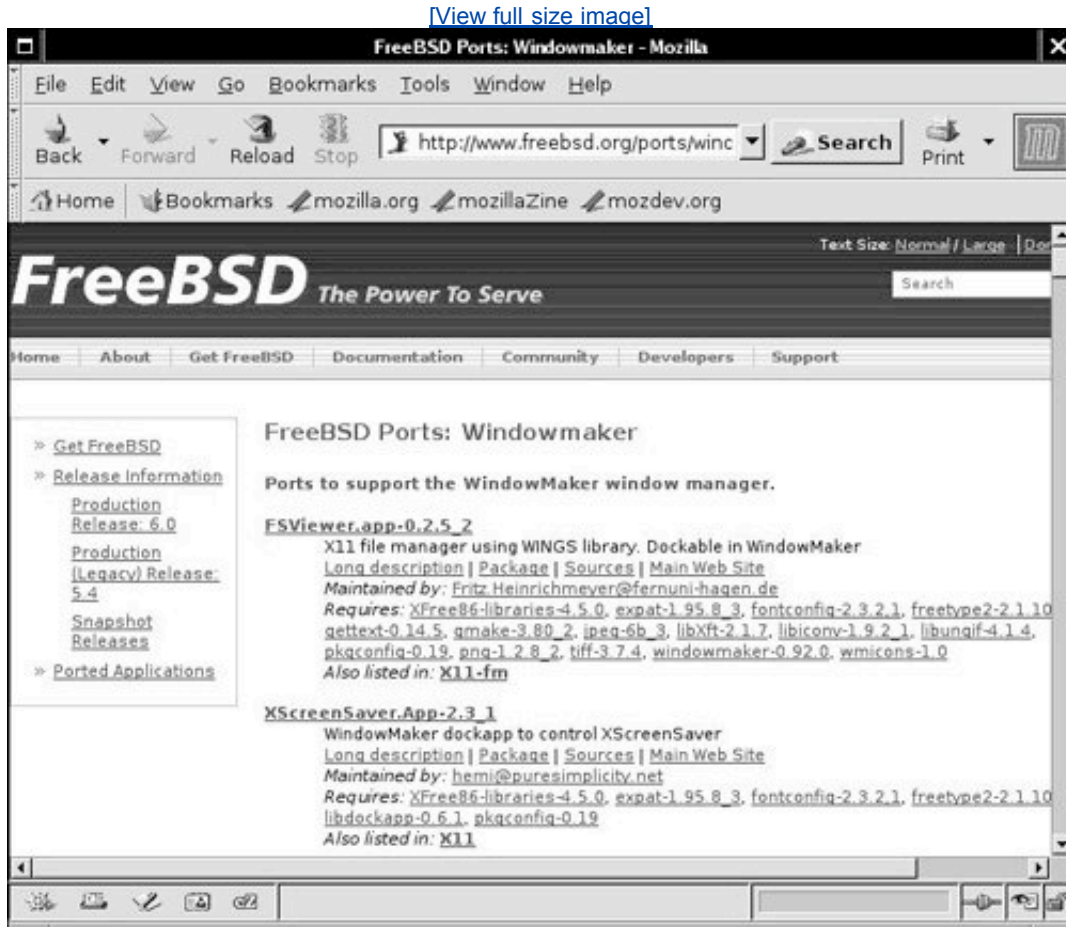 [View full size image]
FreeBSD Ports: Windowmaker - Mozilla
File Edit View Go Bookmarks Tools Window Help
Back Forward Reload Stop http://www.freebsd.org/ports/winc Search Print
Home Bookmarks mozilla.org mozillaZine mozdev.org
Text Size: Normal / Large
FreeBSD The Power To Serve
Search
Home About Get FreeBSD Documentation Community Developers Support
» Get FreeBSD
» Release Information
Production
Release: 6.0
Production
(Legacy) Release:
5.4
Snapshot
Releases
» Ported Applications
FreeBSD Ports: Windowmaker
Ports to support the WindowMaker window manager.
FSViewer.app-0.2.5_2
X11 file manager using WINGS library. Dockable in WindowMaker
Long description | Package | Sources | Main Web Site
Maintained by: Fritz.Heinrichmeyer@fernuni-hagen.de
Requires: XFree86-libraries-4.5.0, expat-1.95.8_3, fontconfig-2.3.2,1, freetype2-2.1.10
gettext-0.14.5, gmake-3.80_2, jpeg-6b_3, libXft-2.1.7, libiconv-1.9.2_1, libungif-4.1.4,
pkgconfig-0.19, png-1.2.8_2, tiff-3.7.4, windowmaker-0.92.0, wmicons-1.0
Also listed in: X11-fm
XScreenSaver.App-2.3_1
WindowMaker dockapp to control XScreenSaver
Long description | Package | Sources | Main Web Site
Maintained by: hemi@puresimplicity.net
Requires: XFree86-libraries-4.5.0, expat-1.95.8_3, fontconfig-2.3.2,1, freetype2-2.1.10
libdockapp-0.6.1, pkgconfig-0.19
Also listed in: X11